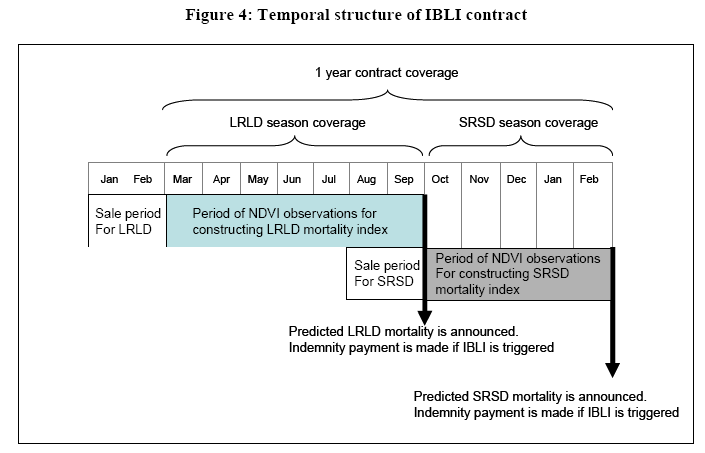 Figure 4: Temporal structure of IBLI contract
1 year contract coverage
LRLD season coverage
SRSD season coverage
Jan Feb Mar Apr May Jun Jul Aug Sep Oct Nov Dec Jan Feb
Sale period
For LRLD
Period of NDVI observations for
constructing LRLD mortality index
Sale period
For SRSD
Period of NDVI observations
For constructing SRSD
mortality index
Predicted LRLD mortality is announced.
Indemnity payment is made if IBLI is triggered
Predicted SRSD mortality is announced.
Indemnity payment is made if IBLI is triggered